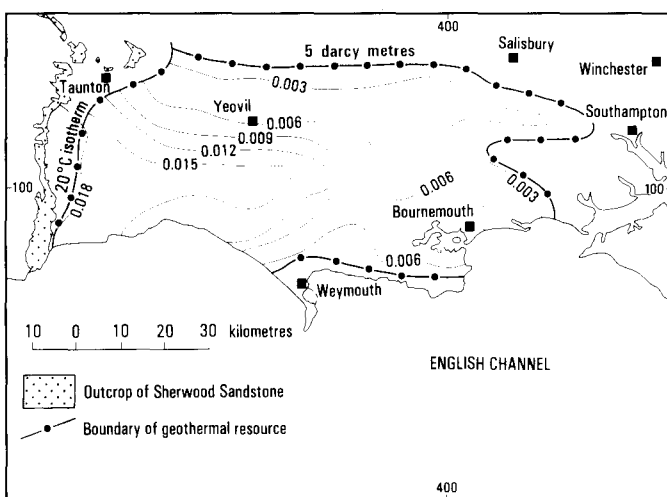 400
5 darcy metres
Salisbury
Winchester
0.003
Taunton
Southampton
Yeovil
0.006
0.009
20°C isotherm
0.012
0.015
0.018
100
100
0.006
0.003
Bournemouth
0.006
Weymouth
10 0 10 20 30 kilometres
ENGLISH CHANNEL
Outcrop of Sherwood Sandstone
Boundary of geothermal resource
400